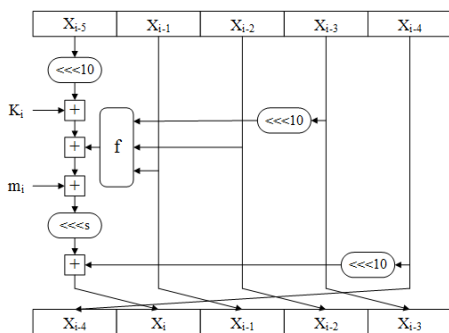 Xi-5 Xi-1 Xi-2 Xi-3 Xi-4
<<<10
Ki
+
<<<10
+
f
mi
+
<<<s
+
<<<10
Xi-4 Xi Xi-1 Xi-2 Xi-3